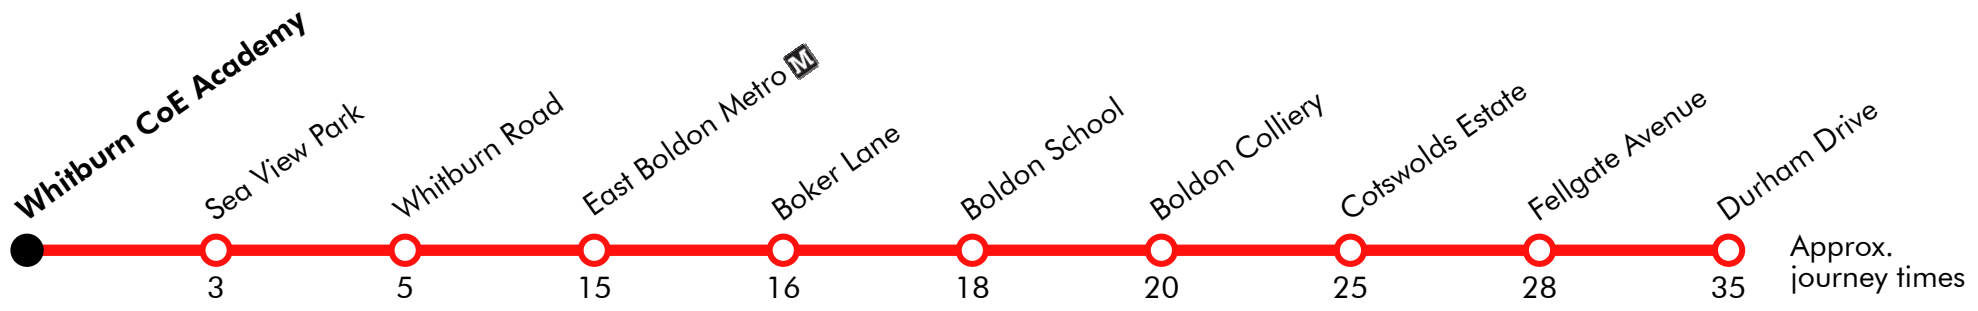 Whitburn CoE Academy
Sea View Park
Whitburn Road
East Boldon Metro M
Boker Lane
Boldon School
Boldon Colliery
Cotswolds Estate
Fellgate Avenue
Durham Drive
3 5 15 16 18 20 25 28 35
Approx.
journey times